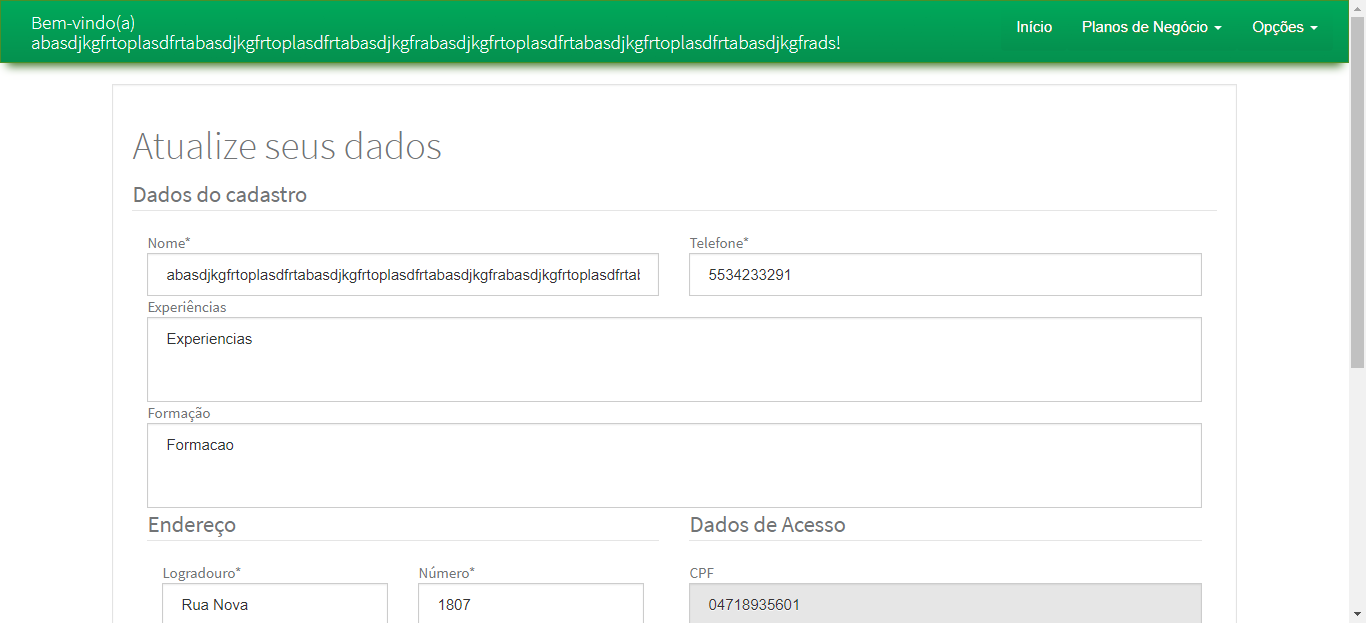 Bem-vindo(a)
abasdjkgfrtoplasdfrtabasdjkgfrtoplasdfrtabasdjkgfrabasdjkgfrtoplasdfrtabasdjkgfrtoplasdfrtabasdjkgfrads!
Início Planos de Negócio Opções
Atualize seus dados
Dados do cadastro
Nome* Telefone*
abasdjkgfrtoplasdfrtabasdjkgfrtoplasdfrtabasdjkgfrabasdjkgfrtoplasdfrtab 5534233291
Experiências
Experiencias
Formação
Formacao
Endereço Dados de Acesso
Logradouro* Número* CPF
Rua Nova 1807 04718935601